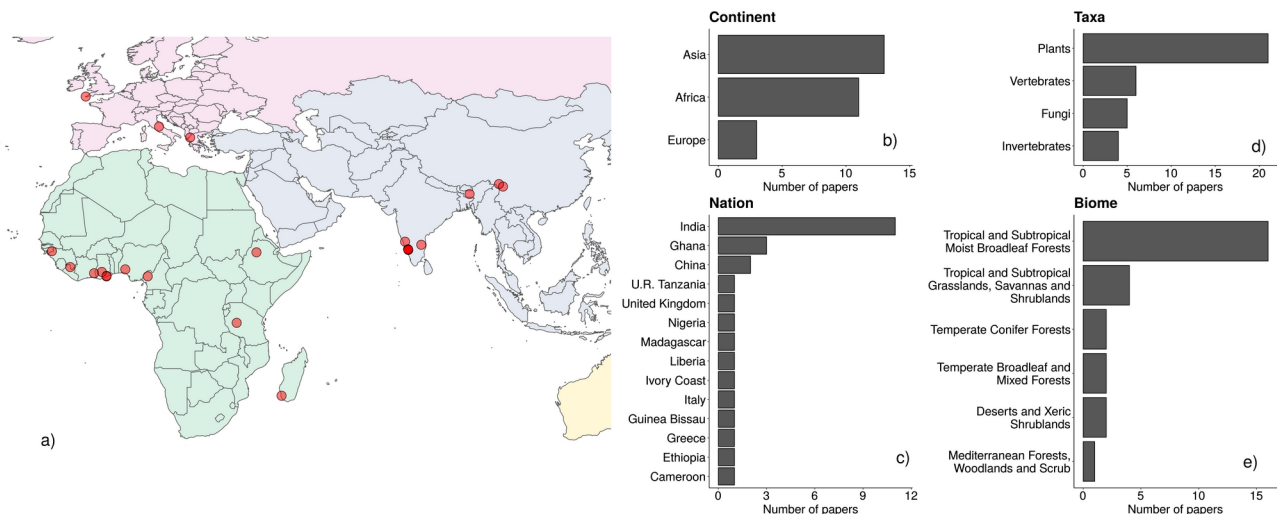 a)
Continent
Asia
Africa
Europe
b)
0 5 10 15
Number of papers
Nation
India
Ghana
China
U.R. Tanzania
United Kingdom
Nigeria
Madagascar
Liberia
Ivory Coast
Italy
Guinea Bissau
Greece
Ethiopia
Cameroon
c)
0 3 6 9 12
Number of papers
Taxa
Plants
Vertebrates
Fungi
Invertebrates
d)
0 5 10 15 20
Number of papers
Biome
Tropical and Subtropical
Moist Broadleaf Forests
Tropical and Subtropical
Grasslands, Savannas and
Shrublands
Temperate Conifer Forests
Temperate Broadleaf and
Mixed Forests
Deserts and Xeric
Shrublands
Mediterranean Forests,
Woodlands and Scrub
e)
0 5 10 15
Number of papers